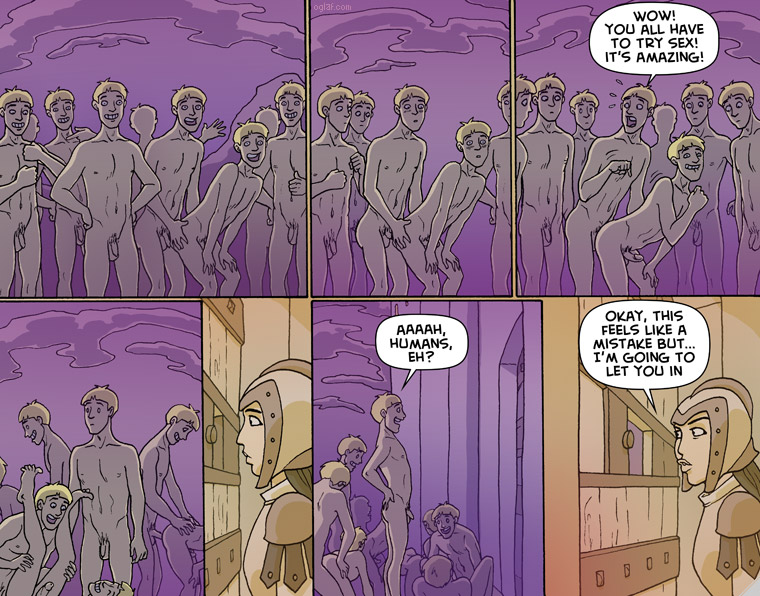 oglaf.com
WOW!
YOU ALL HAVE
TO TRY SEX!
IT'S AMAZING!
AAAAH,
HUMANS,
EH?
OKAY, THIS
FEELS LIKE A
MISTAKE BUT...
I'M GOING TO
LET YOU IN